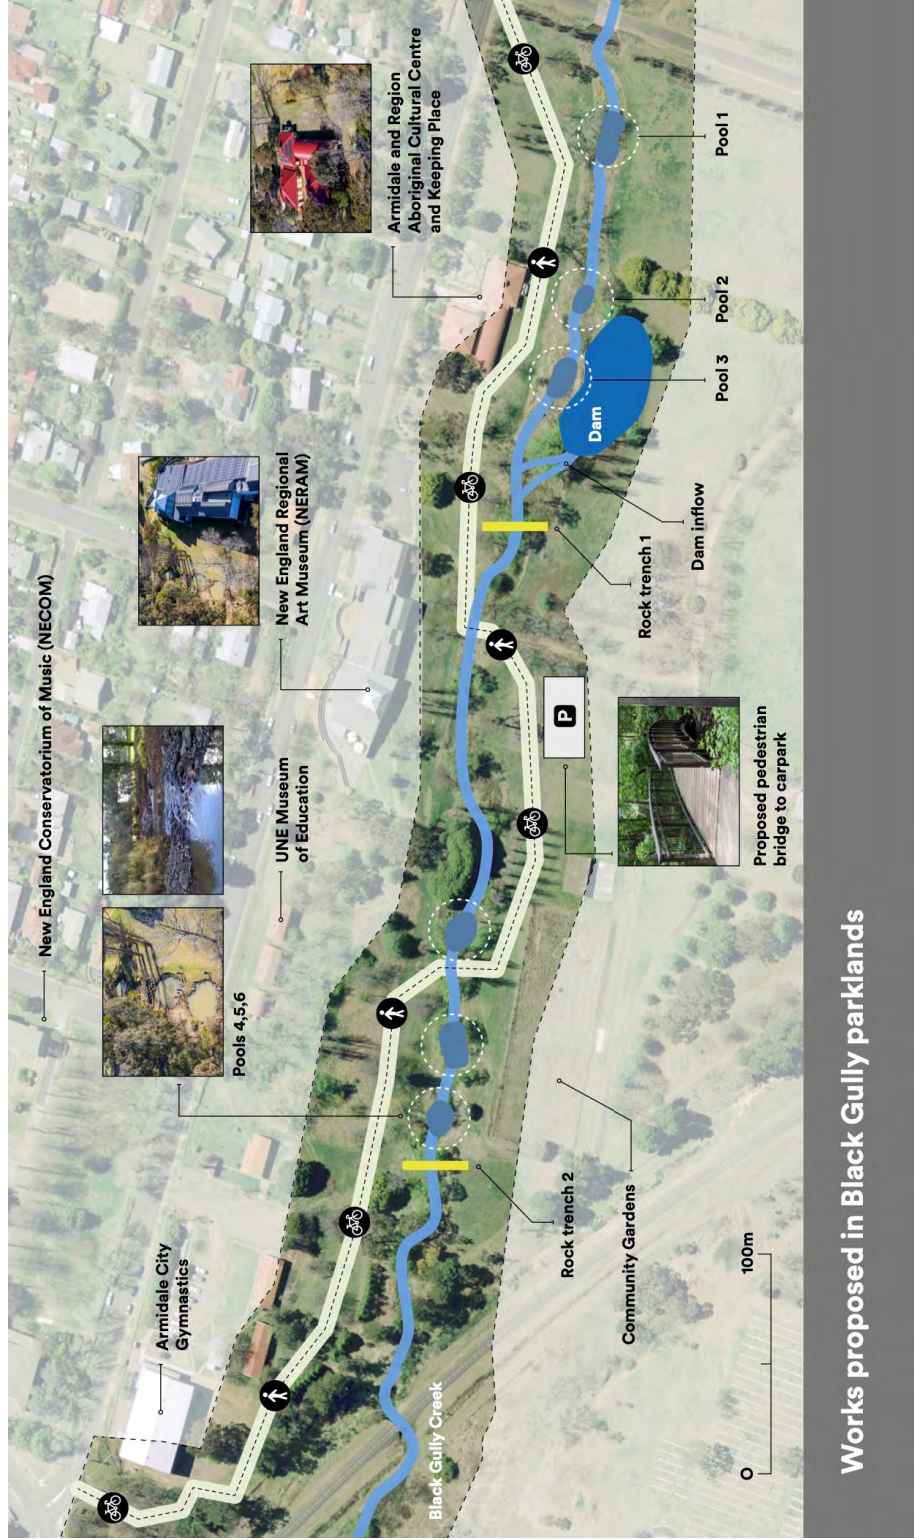 New England Conservatorium of Music (NECOM)
Armidale and Region
Aboriginal Cultural Centre
and Keeping Place
New England Regional
Art Museum (NERAM)
UNE Museum
of Education
Pools 4,5,6
Armidale City
Gymnastics
Black Gully Creek
Dam
P
Pool 1
Pool 2
Pool 3
Dam inflow
Rock trench 1
Proposed pedestrian
bridge to carpark
Rock trench 2
Community Gardens
0
100m
Works proposed in Black Gully parklands